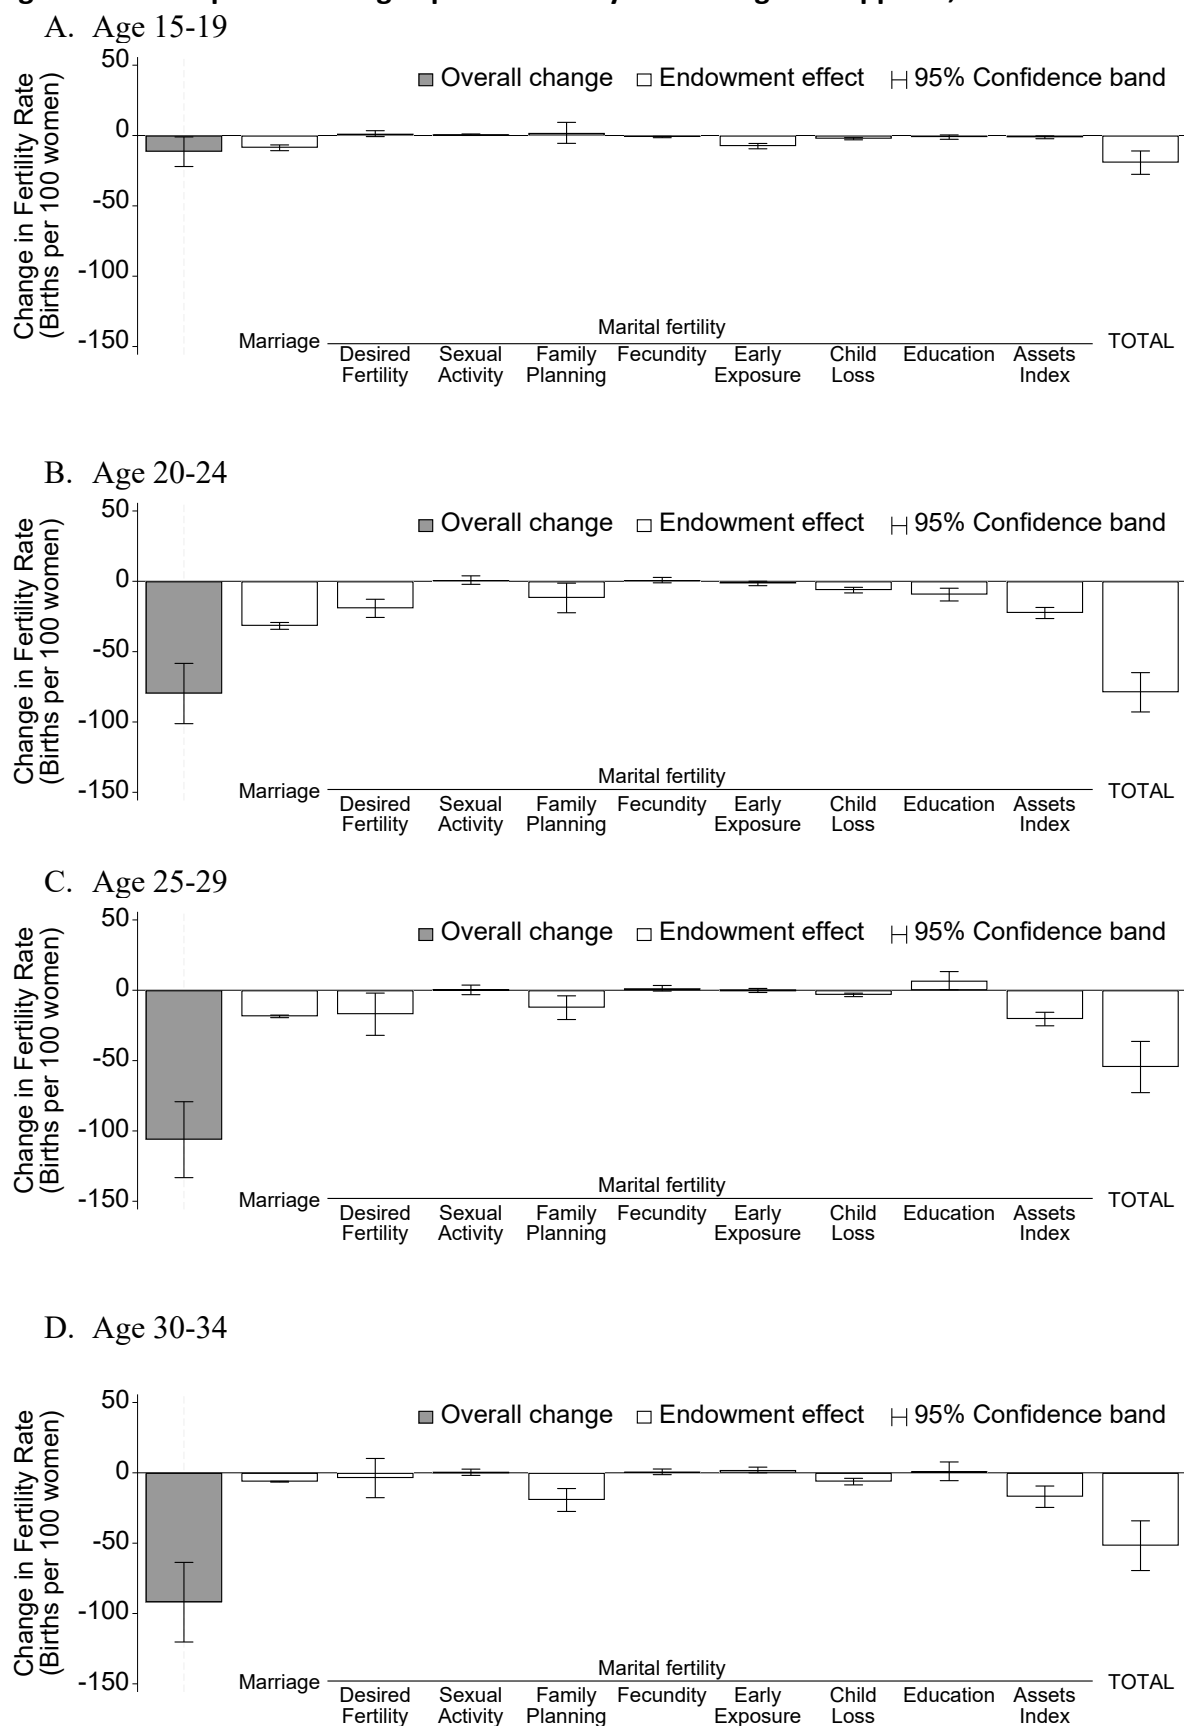 A. Age 15-19
50
0
-50
-100
-150
Change in Fertility Rate
(Births per 100 women)
Overall change Endowment effect 95% Confidence band
Marital fertility
Marriage TOTAL
Desired Sexual Family Fecundity Early Child Education Assets
Fertility Activity Planning Exposure Loss Index
B. Age 20-24
50
0
-50
-100
-150
Change in Fertility Rate
(Births per 100 women)
Overall change Endowment effect 95% Confidence band
Marital fertility
Marriage TOTAL
Desired Sexual Family Fecundity Early Child Education Assets
Fertility Activity Planning Exposure Loss Index
C. Age 25-29
50
0
-50
-100
-150
Change in Fertility Rate
(Births per 100 women)
Overall change Endowment effect 95% Confidence band
Marital fertility
Marriage TOTAL
Desired Sexual Family Fecundity Early Child Education Assets
Fertility Activity Planning Exposure Loss Index
D. Age 30-34
50
0
-50
-100
-150
Change in Fertility Rate
(Births per 100 women)
Overall change Endowment effect 95% Confidence band
Marital fertility
Marriage TOTAL
Desired Sexual Family Fecundity Early Child Education Assets
Fertility Activity Planning Exposure Loss Index